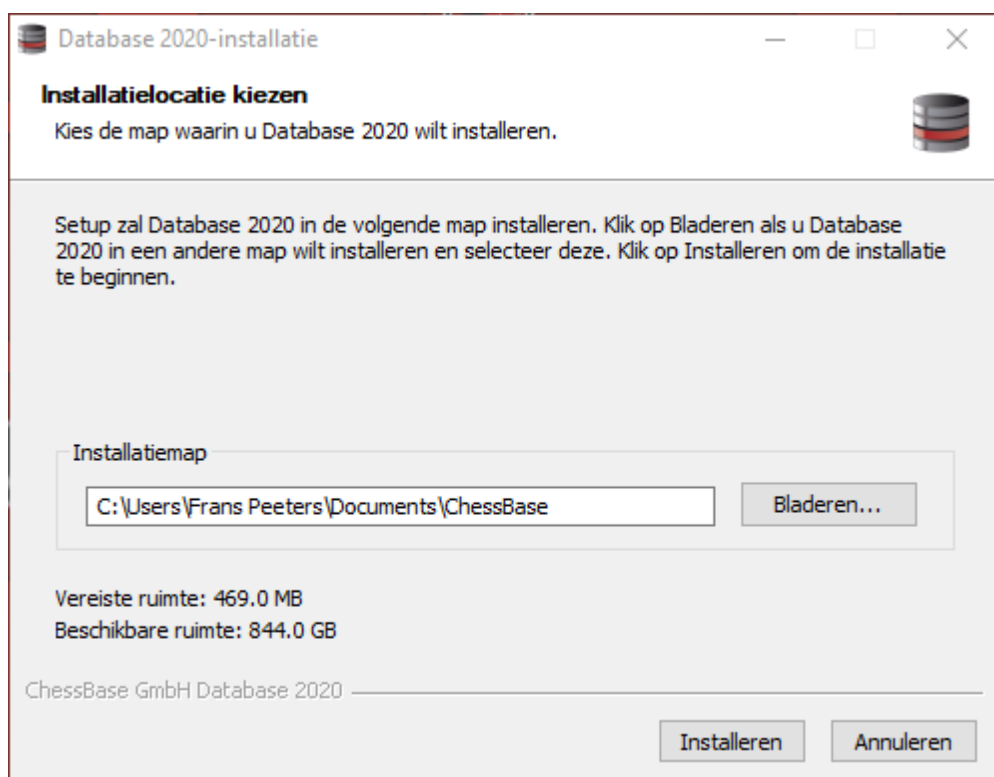 Database 2020-installatie
Installatielocatie kiezen
Kies de map waarin u Database 2020 wilt installeren.
Setup zal Database 2020 in de volgende map installeren. Klik op Bladeren als u Database
2020 in een andere map wilt installeren en selecteer deze. Klik op Installeren om de installatie
te beginnen.
Installatiemap
C:\Users\Frans Peeters\Documents\ChessBase
Bladeren...
Vereiste ruimte: 469.0 MB
Beschikbare ruimte: 844.0 GB
ChessBase GmbH Database 2020
Installeren
Annuleren